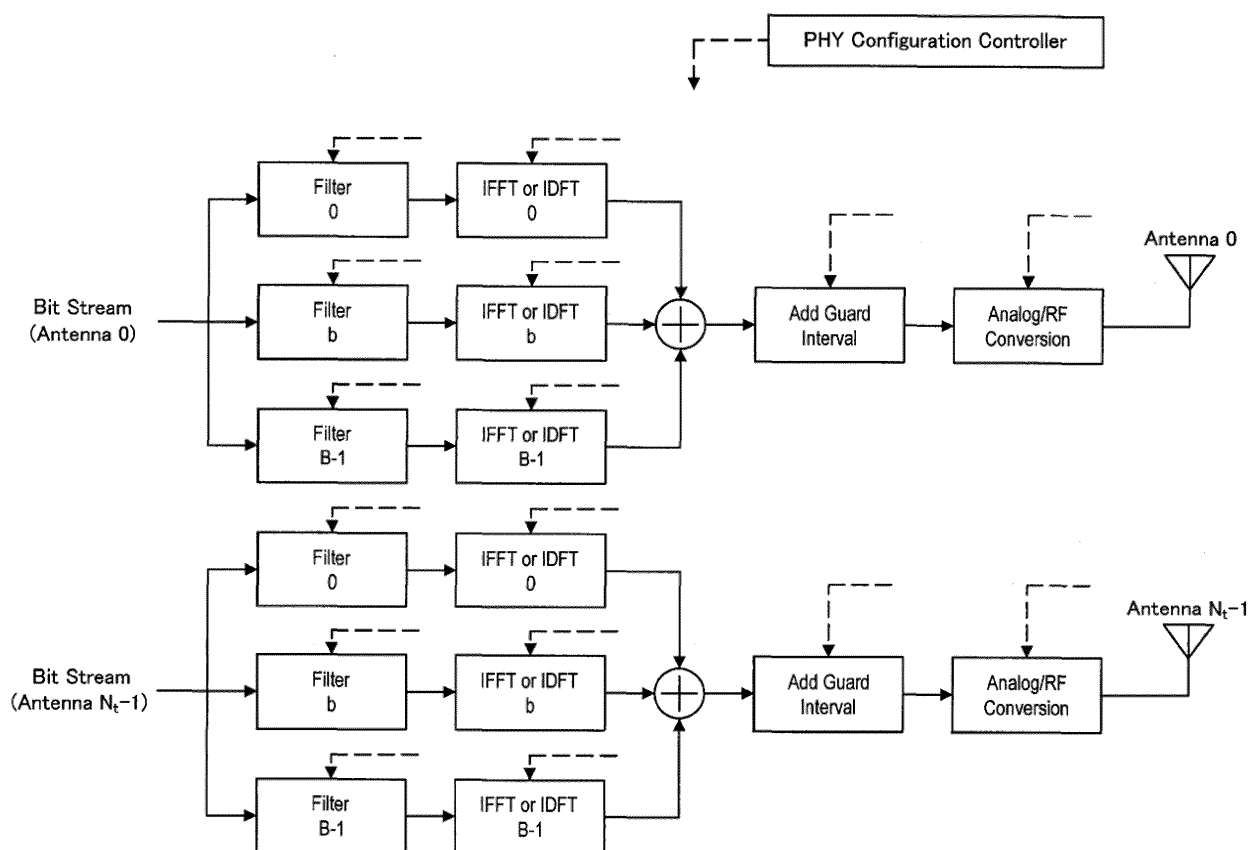 PHY Configuration Controller
Filter
0
IFFT or IDFT
0
Antenna 0
Bit Stream
(Antenna 0)
Filter
b
IFFT or IDFT
b
Add Guard
Interval
Analog/RF
Conversion
Filter
B-1
IFFT or IDFT
B-1
Filter
0
IFFT or IDFT
0
Antenna Nt-1
Bit Stream
(Antenna Nt-1)
Filter
b
IFFT or IDFT
b
Add Guard
Interval
Analog/RF
Conversion
Filter
B-1
IFFT or IDFT
B-1